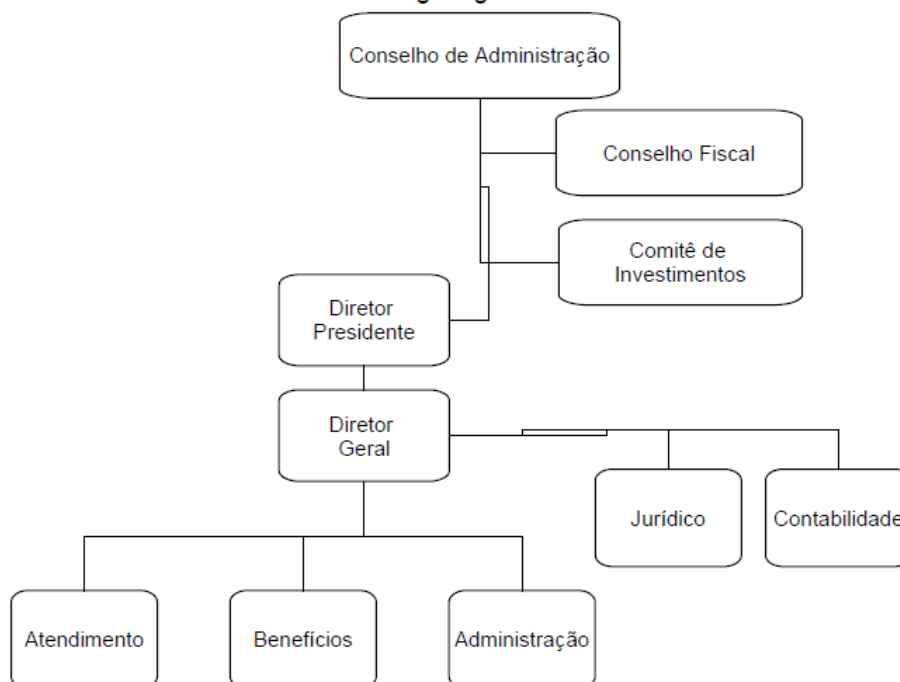 Conselho de Administração
Conselho Fiscal
Comitê de
Investimentos
Diretor
Presidente
Diretor
Geral
Jurídico
Contabilidade
Atendimento
Benefícios
Administração